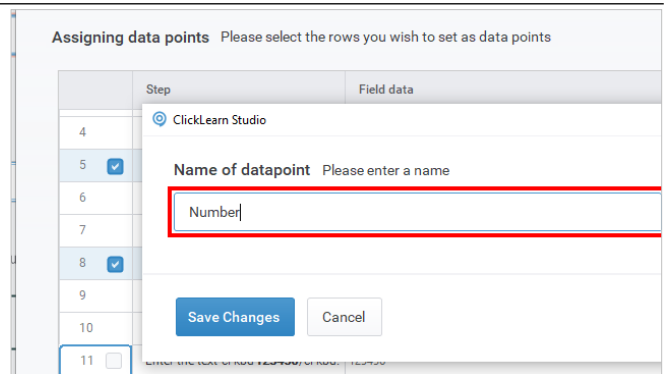 Assigning data points Please select the rows you wish to set as data points
Step Field data
4
ClickLearn Studio
5
Name of datapoint Please enter a name
6
Number
7
8
9
Save Changes Cancel
10
11